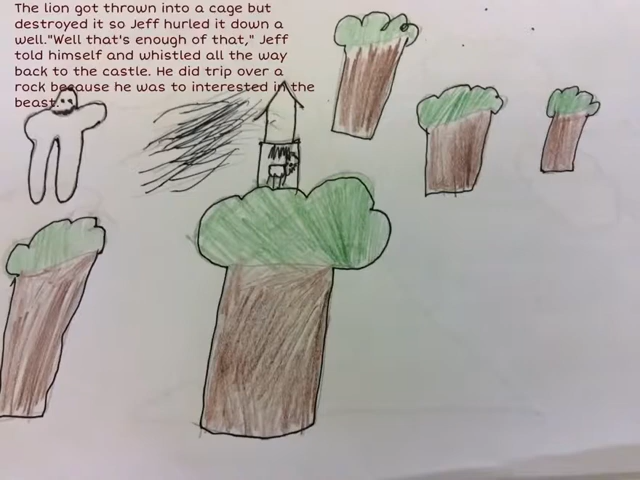 The lion got thrown into a cage but
destroyed it so Jeff hurled it down a
well."Well that's enough of that," Jeff
told himself and whistled all the way
back to the castle. He did trip over a
rock because he was to interested in the
beast.